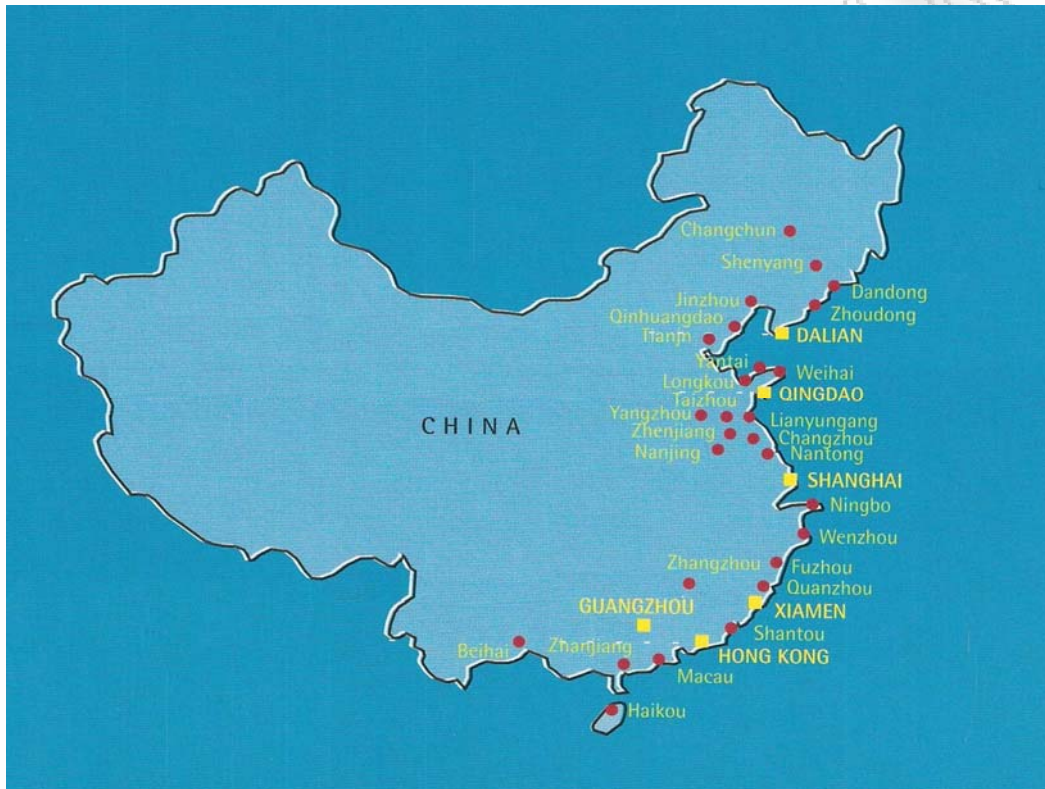 Changchun
Shenyang
Dandong
Jinzhou
Zhoudong
Qinhuangdao
Tianjn
DALIAN
Yantai
Weihai
Longkou
QINGDAO
Taizhou
Yangzhou
Lianyungang
CHINA
Zhenjiang
Changzhou
Nanjing
Nantong
SHANGHAI
Ningbo
Wenzhou
Zhangzhou
Fuzhou
Quanzhou
GUANGZHOU
XIAMEN
Shantou
Beihai
Zhanjiang
HONG KONG
Macau
Haikou